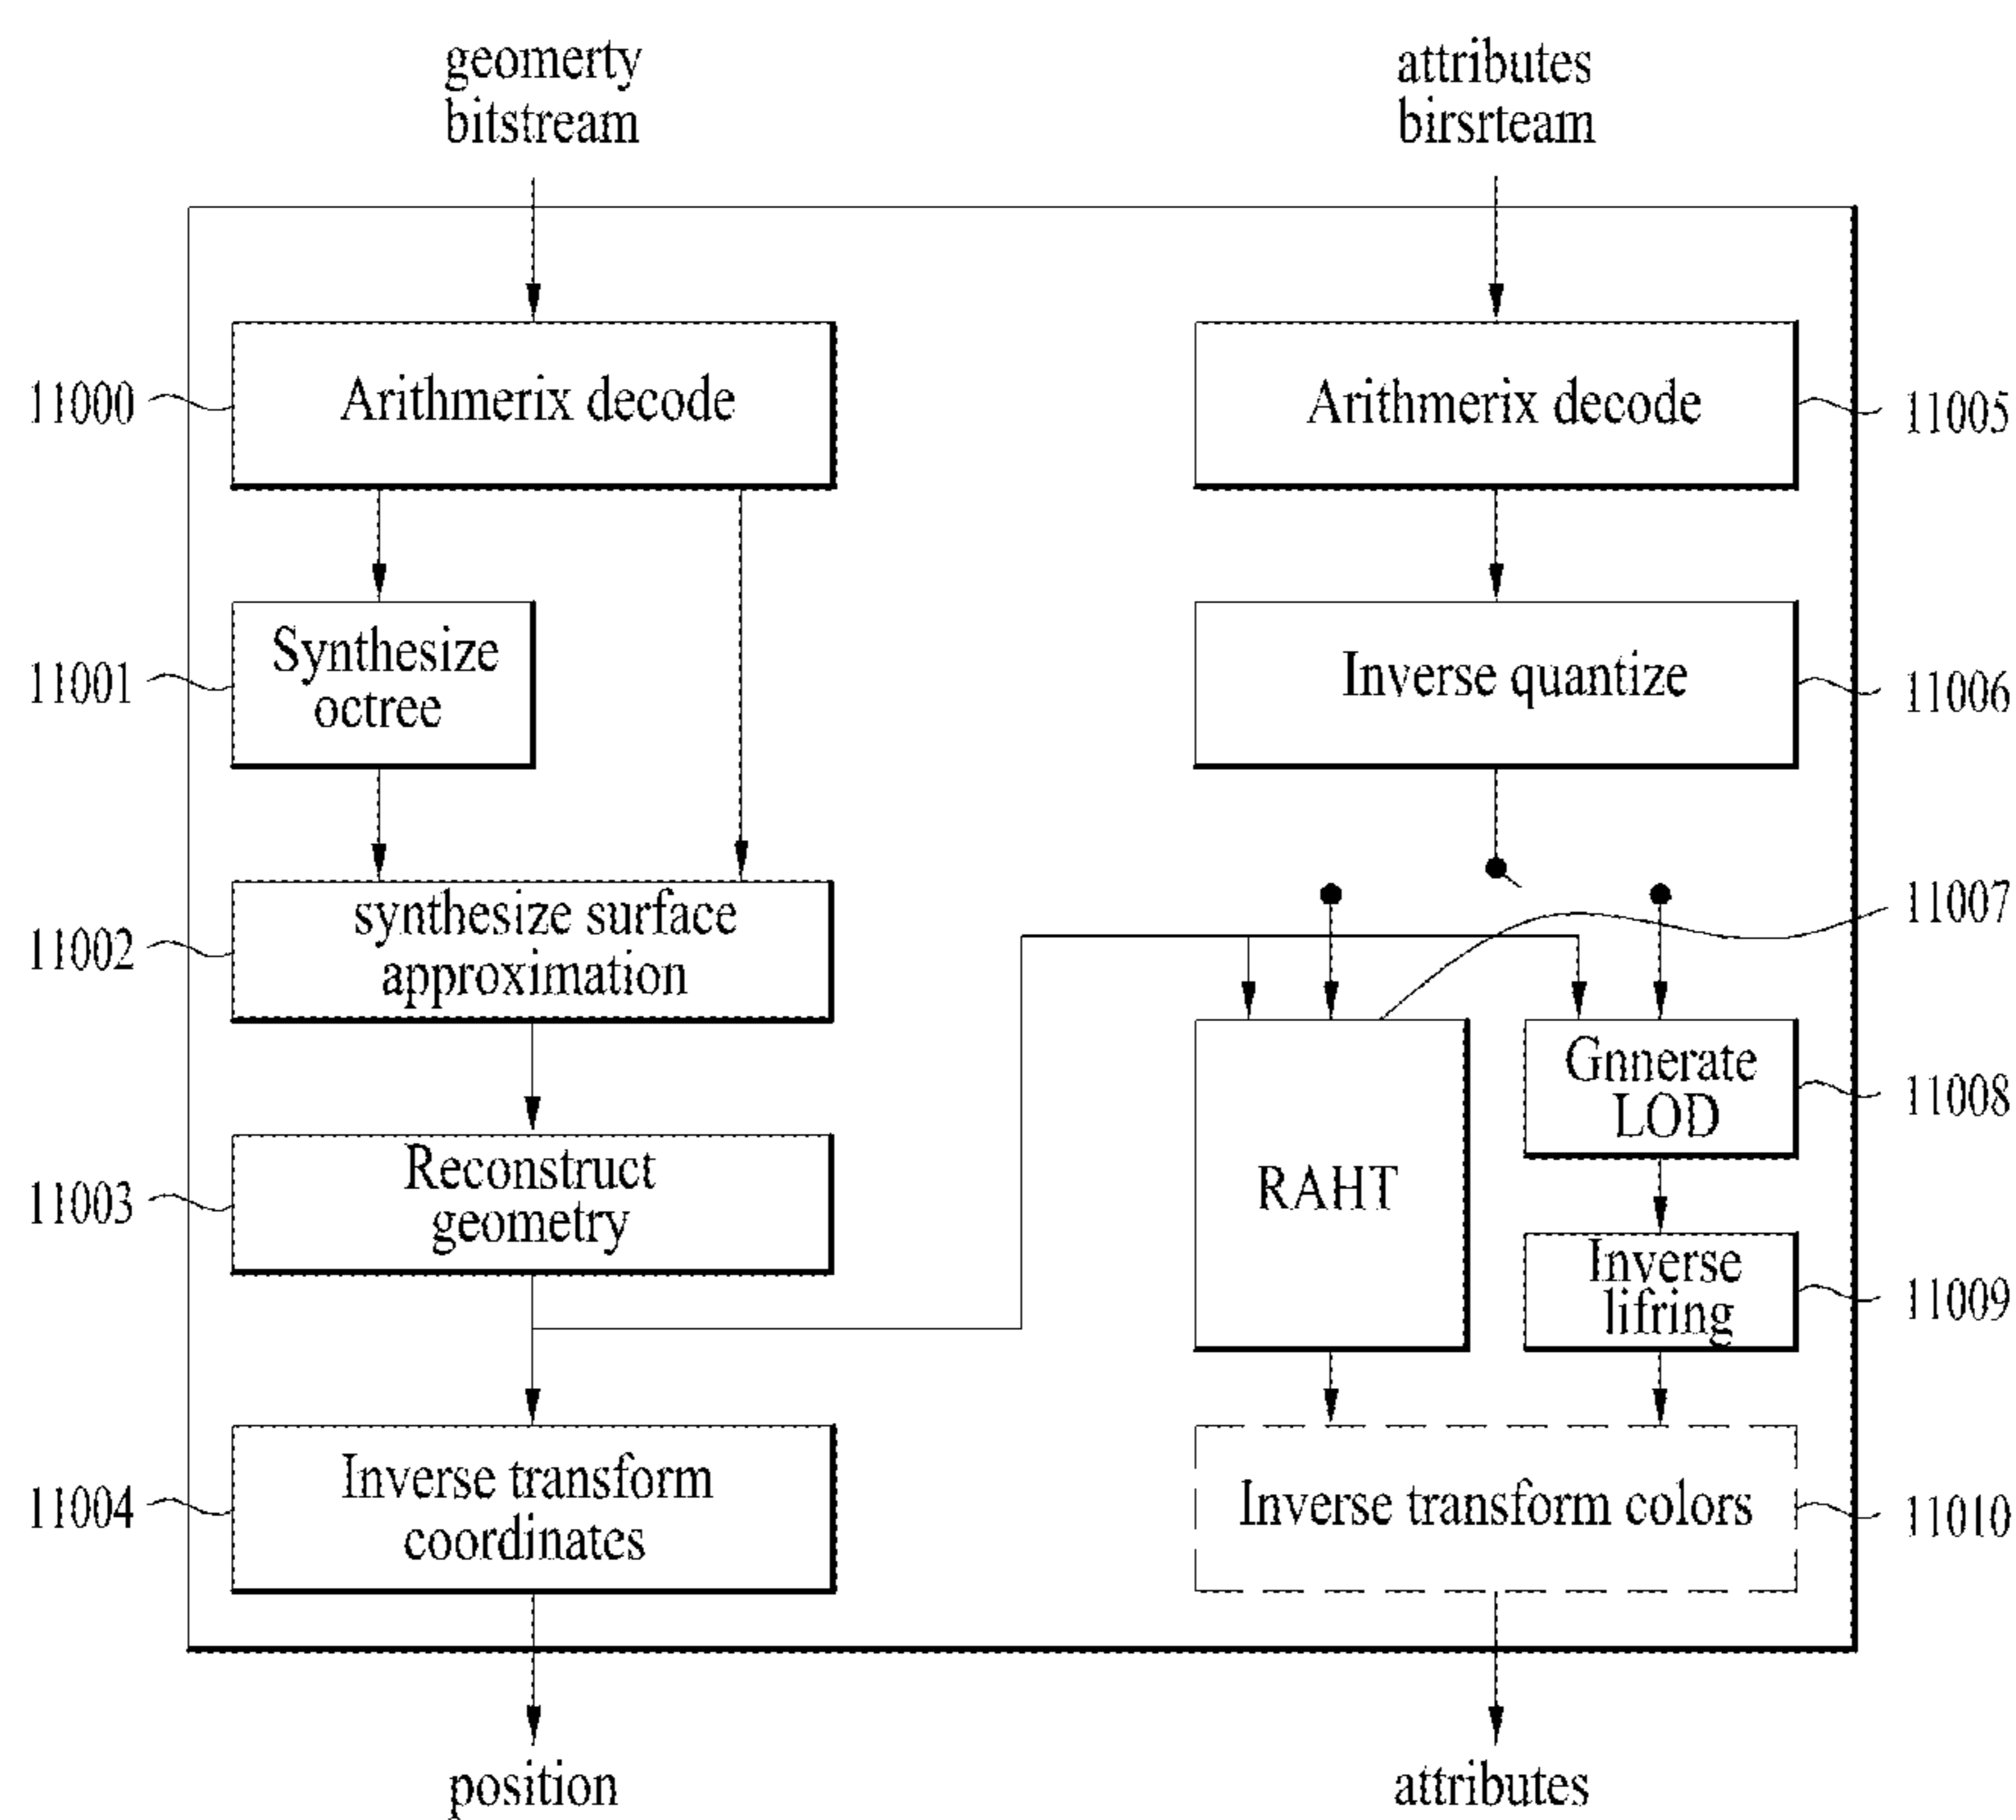 geomerty
bitstream
attributes
birsrteam
11000
Arithmerix decode
Arithmerix decode
11005
11001
Synthesize
octree
Inverse quantize
11006
11002
synthesize surface
approximation
11007
11003
Reconstruct
geometry
RAHT
Gnnerate
LOD
11008
Inverse
lifring
11009
11004
Inverse transform
coordinates
Inverse transform colors
11010
position
attributes